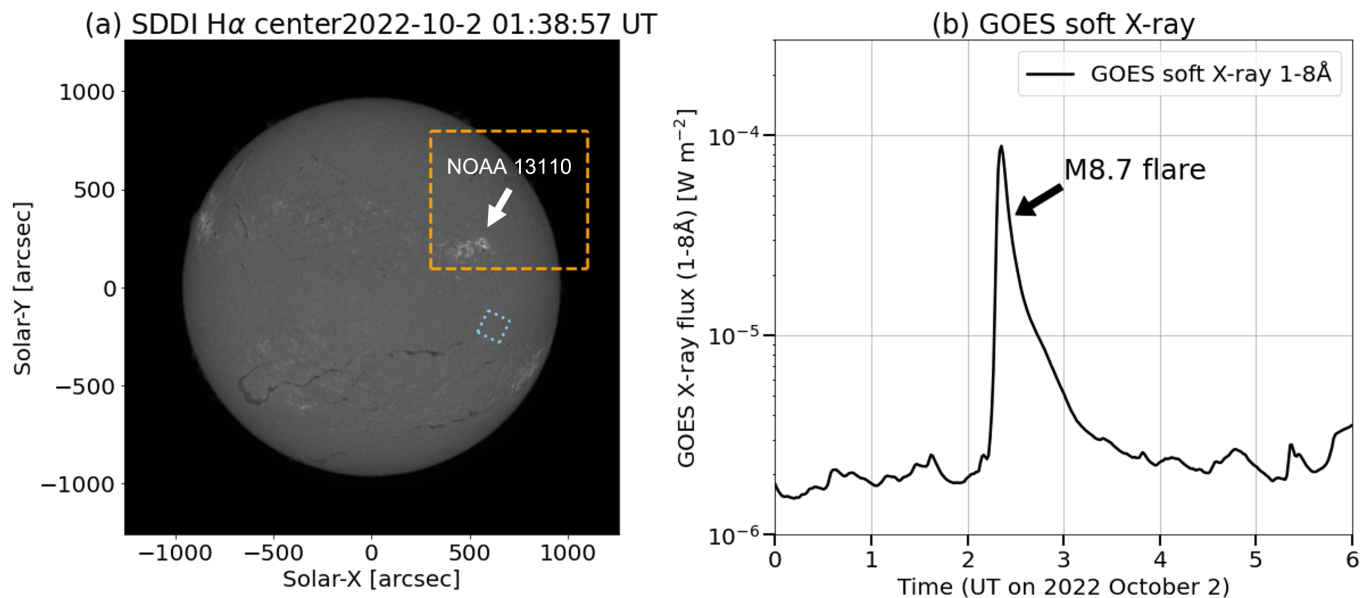 (a) SDDI Hα center2022-10-2 01:38:57 UT
1000
500
0
−500
−1000
Solar-Y [arcsec]
NOAA 13110
−1000 −500 0 500 1000
Solar-X [arcsec]
(b) GOES soft X-ray
GOES soft X-ray 1-8Å
M8.7 flare
10⁻⁴
10⁻⁵
10⁻⁶
GOES X-ray flux (1-8Å) [W m⁻²]
0 1 2 3 4 5 6
Time (UT on 2022 October 2)